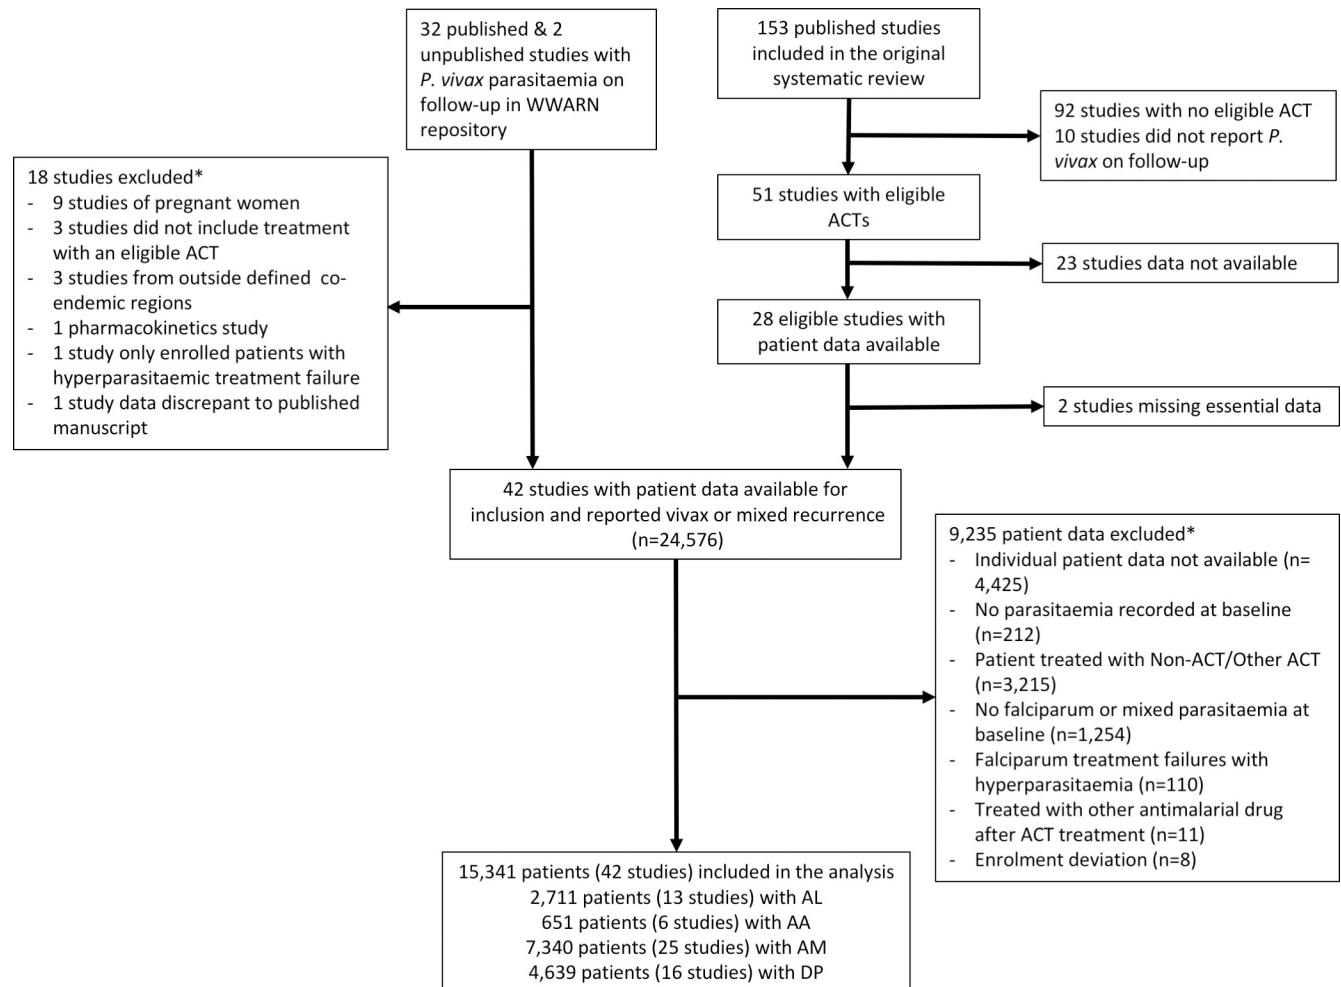 32 published & 2
unpublished studies with
P. vivax parasitaemia on
follow-up in WWARN
repository
153 published studies
included in the original
systematic review
92 studies with no eligible ACT
10 studies did not report P.
vivax on follow-up
18 studies excluded*
- 9 studies of pregnant women
- 3 studies did not include treatment
with an eligible ACT
- 3 studies from outside defined co-
endemic regions
- 1 pharmacokinetics study
- 1 study only enrolled patients with
hyperparasitaemic treatment failure
- 1 study data discrepant to published
manuscript
51 studies with eligible
ACTs
23 studies data not available
28 eligible studies with
patient data available
2 studies missing essential data
42 studies with patient data available for
inclusion and reported vivax or mixed recurrence
(n=24,576)
9,235 patient data excluded*
- Individual patient data not available (n=
4,425)
- No parasitaemia recorded at baseline
(n=212)
- Patient treated with Non-ACT/Other ACT
(n=3,215)
- No falciparum or mixed parasitaemia at
baseline (n=1,254)
- Falciparum treatment failures with
hyperparasitaemia (n=110)
- Treated with other antimalarial drug
after ACT treatment (n=11)
- Enrolment deviation (n=8)
15,341 patients (42 studies) included in the analysis
2,711 patients (13 studies) with AL
651 patients (6 studies) with AA
7,340 patients (25 studies) with AM
4,639 patients (16 studies) with DP